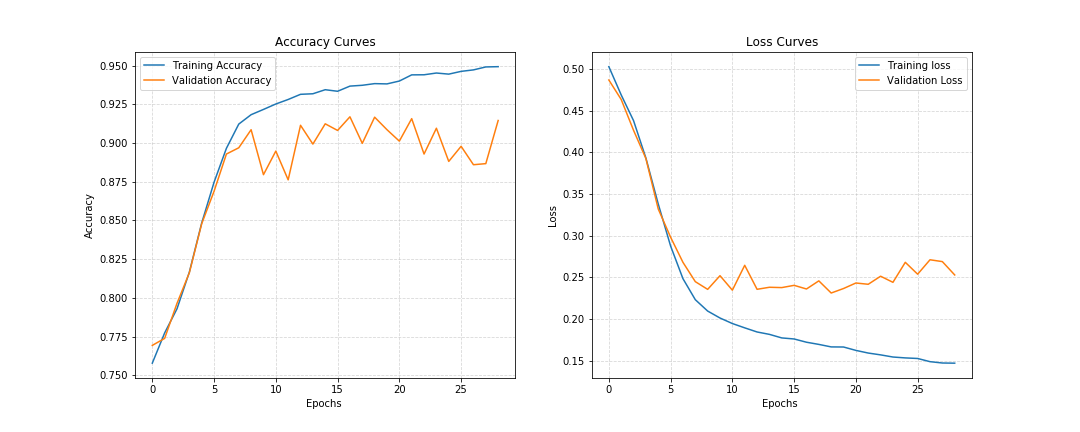 Accuracy Curves
Training Accuracy
Validation Accuracy
0.950
0.925
0.900
0.875
0.850
0.825
0.800
0.775
0.750
Accuracy
0 5 10 15 20 25
Epochs
Loss Curves
Training loss
Validation Loss
0.50
0.45
0.40
0.35
0.30
0.25
0.20
0.15
Loss
0 5 10 15 20 25
Epochs